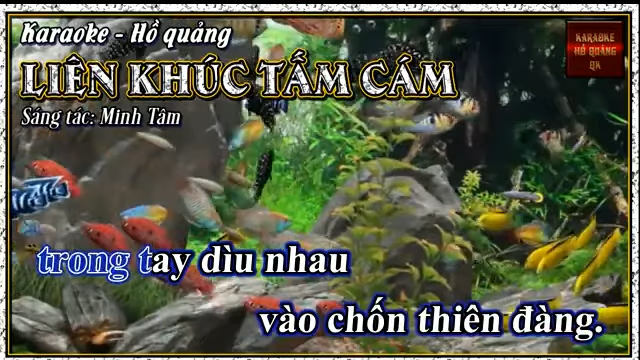 Karaoke - Hồ quảng
LIÊN KHÚC TẤM CÁM
Sáng tác: Minh Tâm
KARAOKE
HỒ QUẢNG
QK
trong tay dìu nhau
vào chốn thiên đàng.